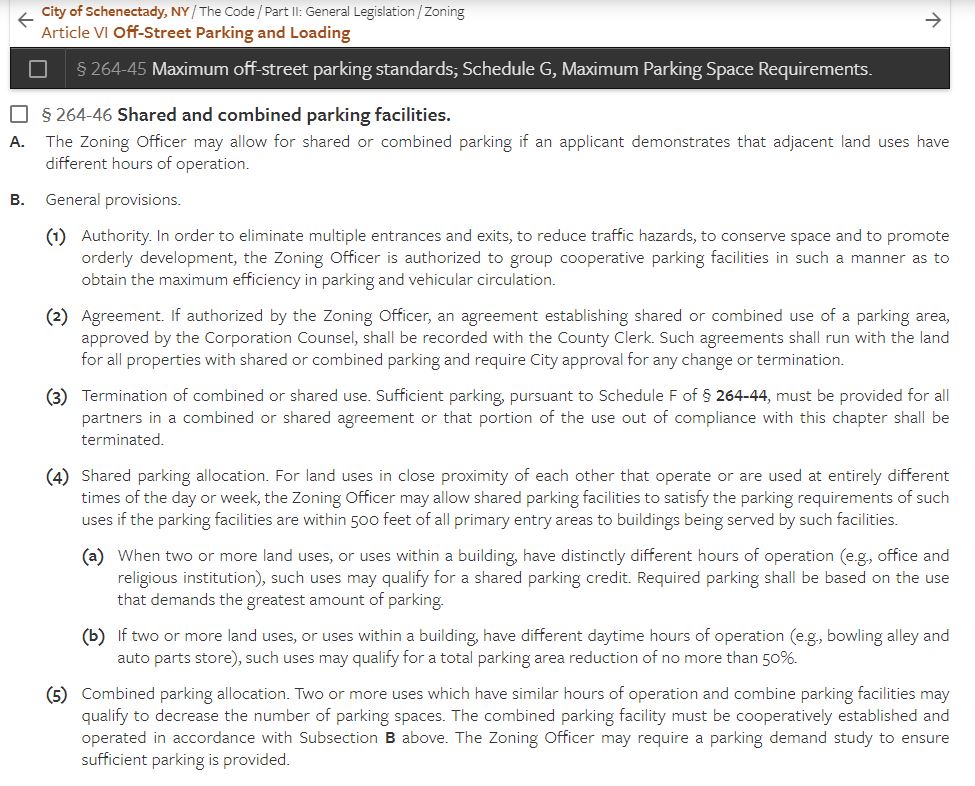 City of Schenectady, NY / The Code / Part II: General Legislation / Zoning
Article VI Off-Street Parking and Loading
§ 264-45 Maximum off-street parking standards; Schedule G, Maximum Parking Space Requirements.
§ 264-46 Shared and combined parking facilities.
A. The Zoning Officer may allow for shared or combined parking if an applicant demonstrates that adjacent land uses have
different hours of operation.
B. General provisions.
(1) Authority. In order to eliminate multiple entrances and exits, to reduce traffic hazards, to conserve space and to promote
orderly development, the Zoning Officer is authorized to group cooperative parking facilities in such a manner as to
obtain the maximum efficiency in parking and vehicular circulation.
(2) Agreement. If authorized by the Zoning Officer, an agreement establishing shared or combined use of a parking area,
approved by the Corporation Counsel, shall be recorded with the County Clerk. Such agreements shall run with the land
for all properties with shared or combined parking and require City approval for any change or termination.
(3) Termination of combined or shared use. Sufficient parking, pursuant to Schedule F of § 264-44, must be provided for all
partners in a combined or shared agreement or that portion of the use out of compliance with this chapter shall be
terminated.
(4) Shared parking allocation. For land uses in close proximity of each other that operate or are used at entirely different
times of the day or week, the Zoning Officer may allow shared parking facilities to satisfy the parking requirements of such
uses if the parking facilities are within 500 feet of all primary entry areas to buildings being served by such facilities.
(a) When two or more land uses, or uses within a building, have distinctly different hours of operation (e.g., office and
religious institution), such uses may qualify for a shared parking credit. Required parking shall be based on the use
that demands the greatest amount of parking.
(b) If two or more land uses, or uses within a building, have different daytime hours of operation (e.g., bowling alley and
auto parts store), such uses may qualify for a total parking area reduction of no more than 50%.
(5) Combined parking allocation. Two or more uses which have similar hours of operation and combine parking facilities may
qualify to decrease the number of parking spaces. The combined parking facility must be cooperatively established and
operated in accordance with Subsection B above. The Zoning Officer may require a parking demand study to ensure
sufficient parking is provided.